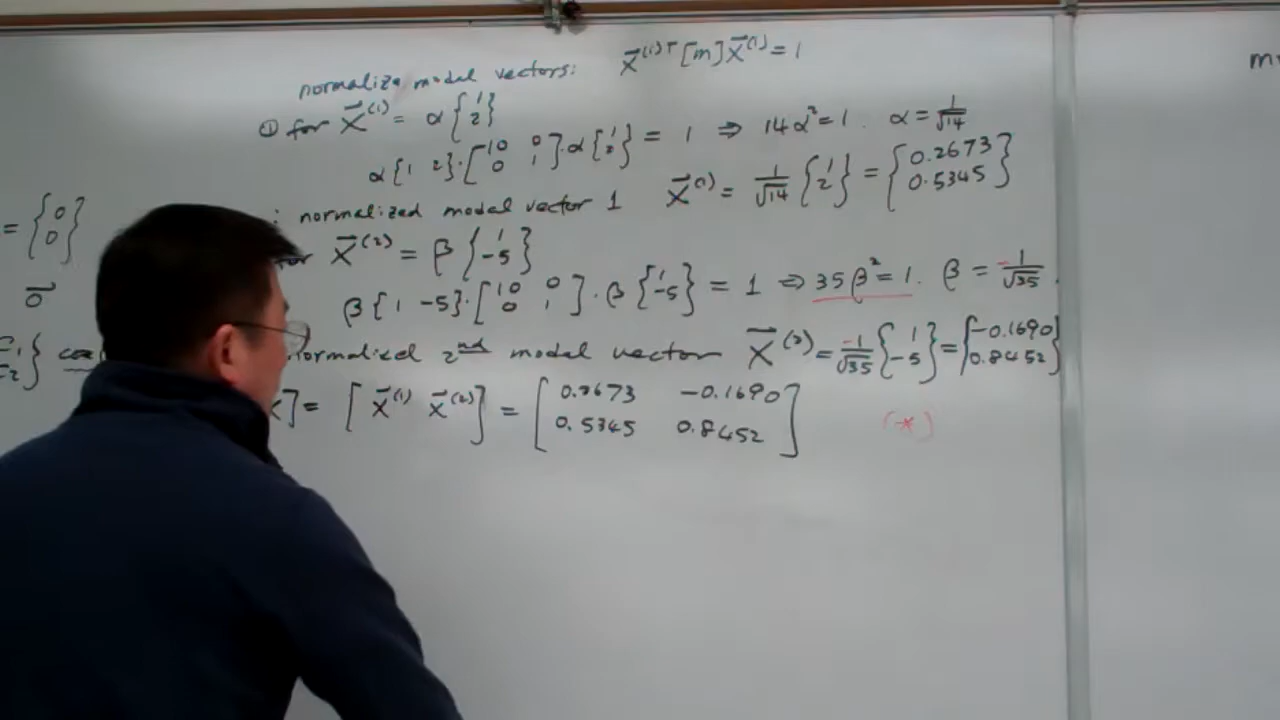 normalize modal vectors: X⃗⁽¹⁾ᵀ [m] X⃗⁽¹⁾ = 1
① for X⃗⁽¹⁾ = α {1 2}
α {1 2}·[10 0 0 1]·α {1 2} = 1 ⇒ 14α² = 1. α = 1/√14
: normalized modal vector 1 X⃗⁽¹⁾ = 1/√14 {1 2} = {0.2673 0.5345}
= {0 0}
for X⃗⁽²⁾ = β {1 -5}
0⃗
β {1 -5}·[10 0 0 1]·β {1 -5} = 1 ⇒ 35β² = 1. β = -1/√35.
ormalized 2nd modal vector X⃗⁽²⁾ = -1/√35 {1 -5} = {-0.1690 0.8452}
] = [X⃗⁽¹⁾ X⃗⁽²⁾] = [0.2673 -0.1690 0.5345 0.8452] (*)
m